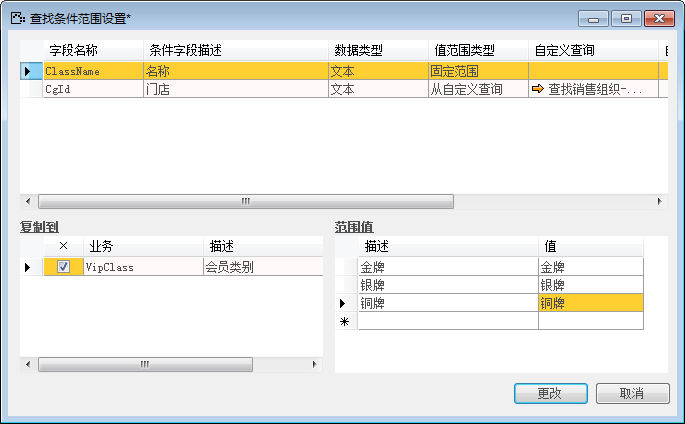 查找条件范围设置*
字段名称 条件字段描述 数据类型 值范围类型 自定义查询
ClassName 名称 文本 固定范围
CgId 门店 文本 从自定义查询 查找销售组织-...
复制到 范围值
× 业务 描述 描述 值
VipClass 会员类别 金牌 金牌
银牌 银牌
铜牌 铜牌
更改 取消